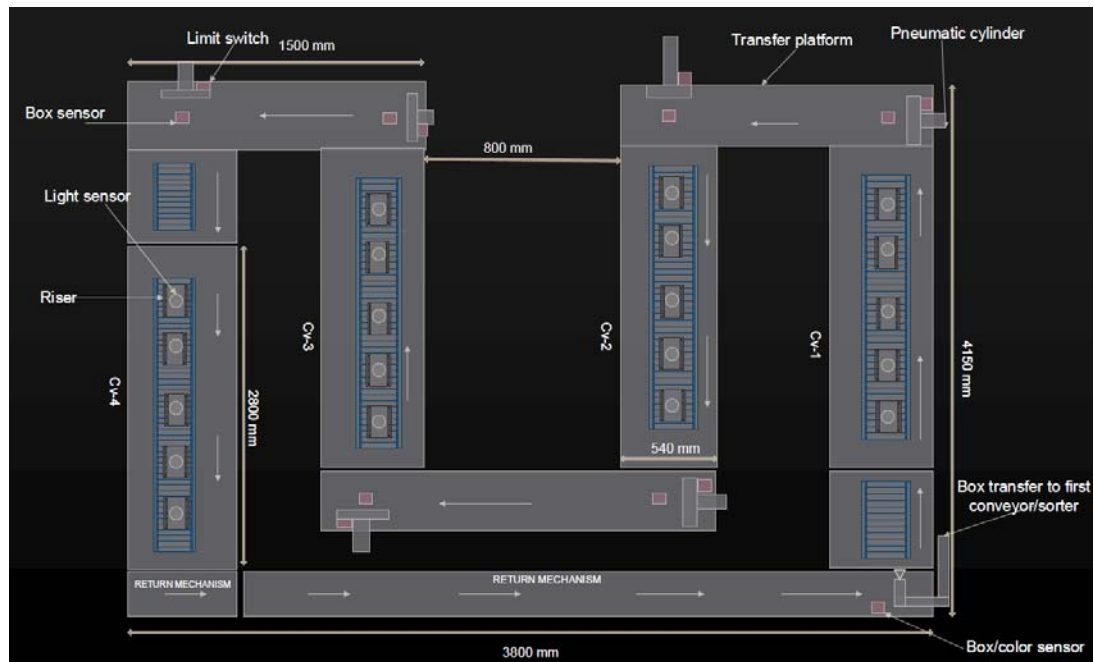 Limit switch
1500 mm
Transfer platform
Pneumatic cylinder
Box sensor
800 mm
Light sensor
Riser
Cv-4
Cv-3
Cv-2
Cv-1
2800 mm
4150 mm
540 mm
Box transfer to first
conveyor/sorter
RETURN MECHANISM
RETURN MECHANISM
Box/color sensor
3800 mm